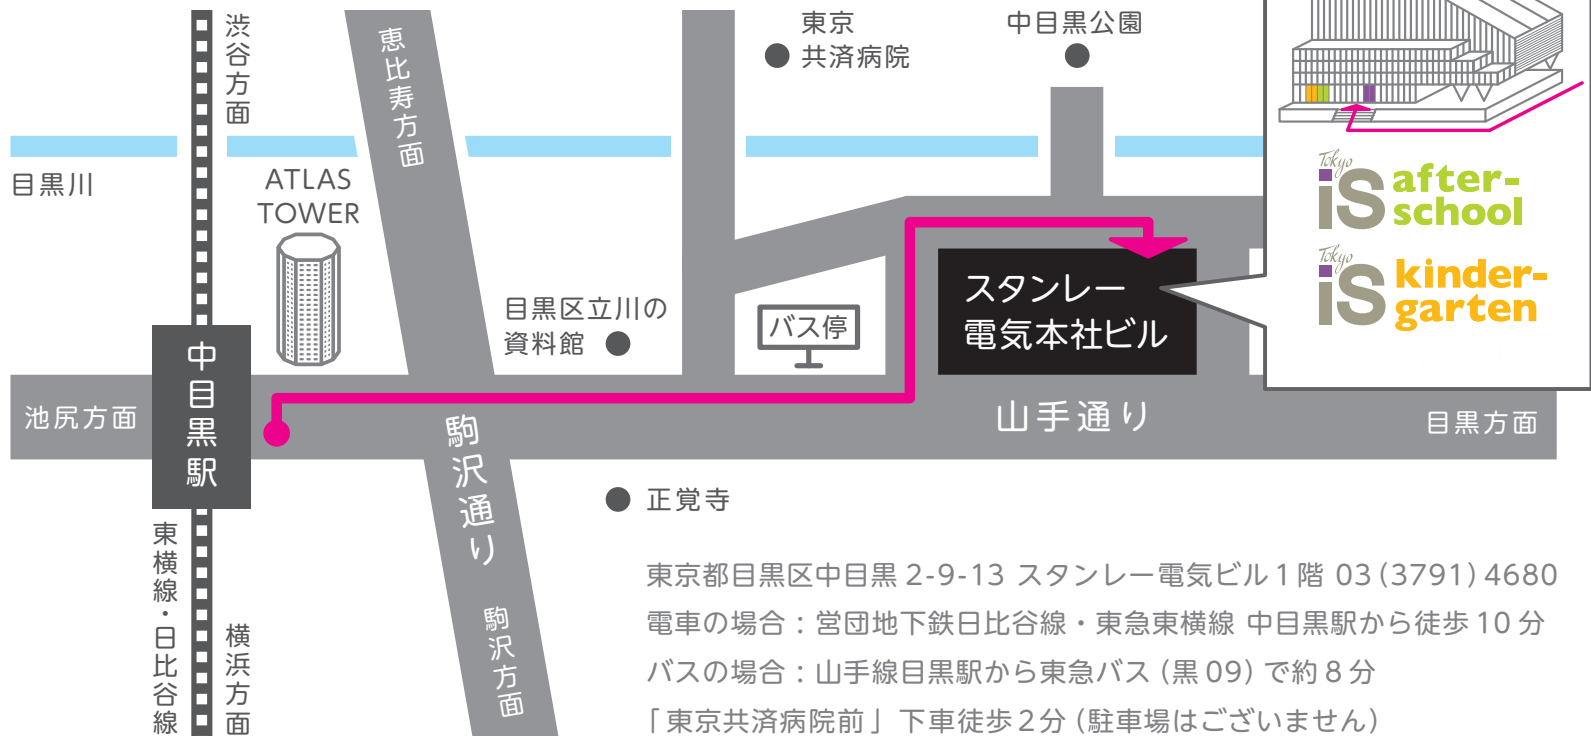 渋谷方面
恵比寿方面
東京
共済病院
中目黒公園
目黒川
ATLAS
TOWER
Tokyo
iS after-
school
Tokyo
iS kinder-
garten
目黒区立川の
資料館
バス停
スタンレー
電気本社ビル
中目黒駅
池尻方面
山手通り
目黒方面
駒沢通り
駒沢方面
正覚寺
東横線・日比谷線
横浜方面
東京都目黒区中目黒 2-9-13 スタンレー電気ビル1階 03(3791)4680
電車の場合：営団地下鉄日比谷線・東急東横線 中目黒駅から徒歩10分
バスの場合：山手線目黒駅から東急バス(黒09)で約8分
「東京共済病院前」下車徒歩2分(駐車場はございません)